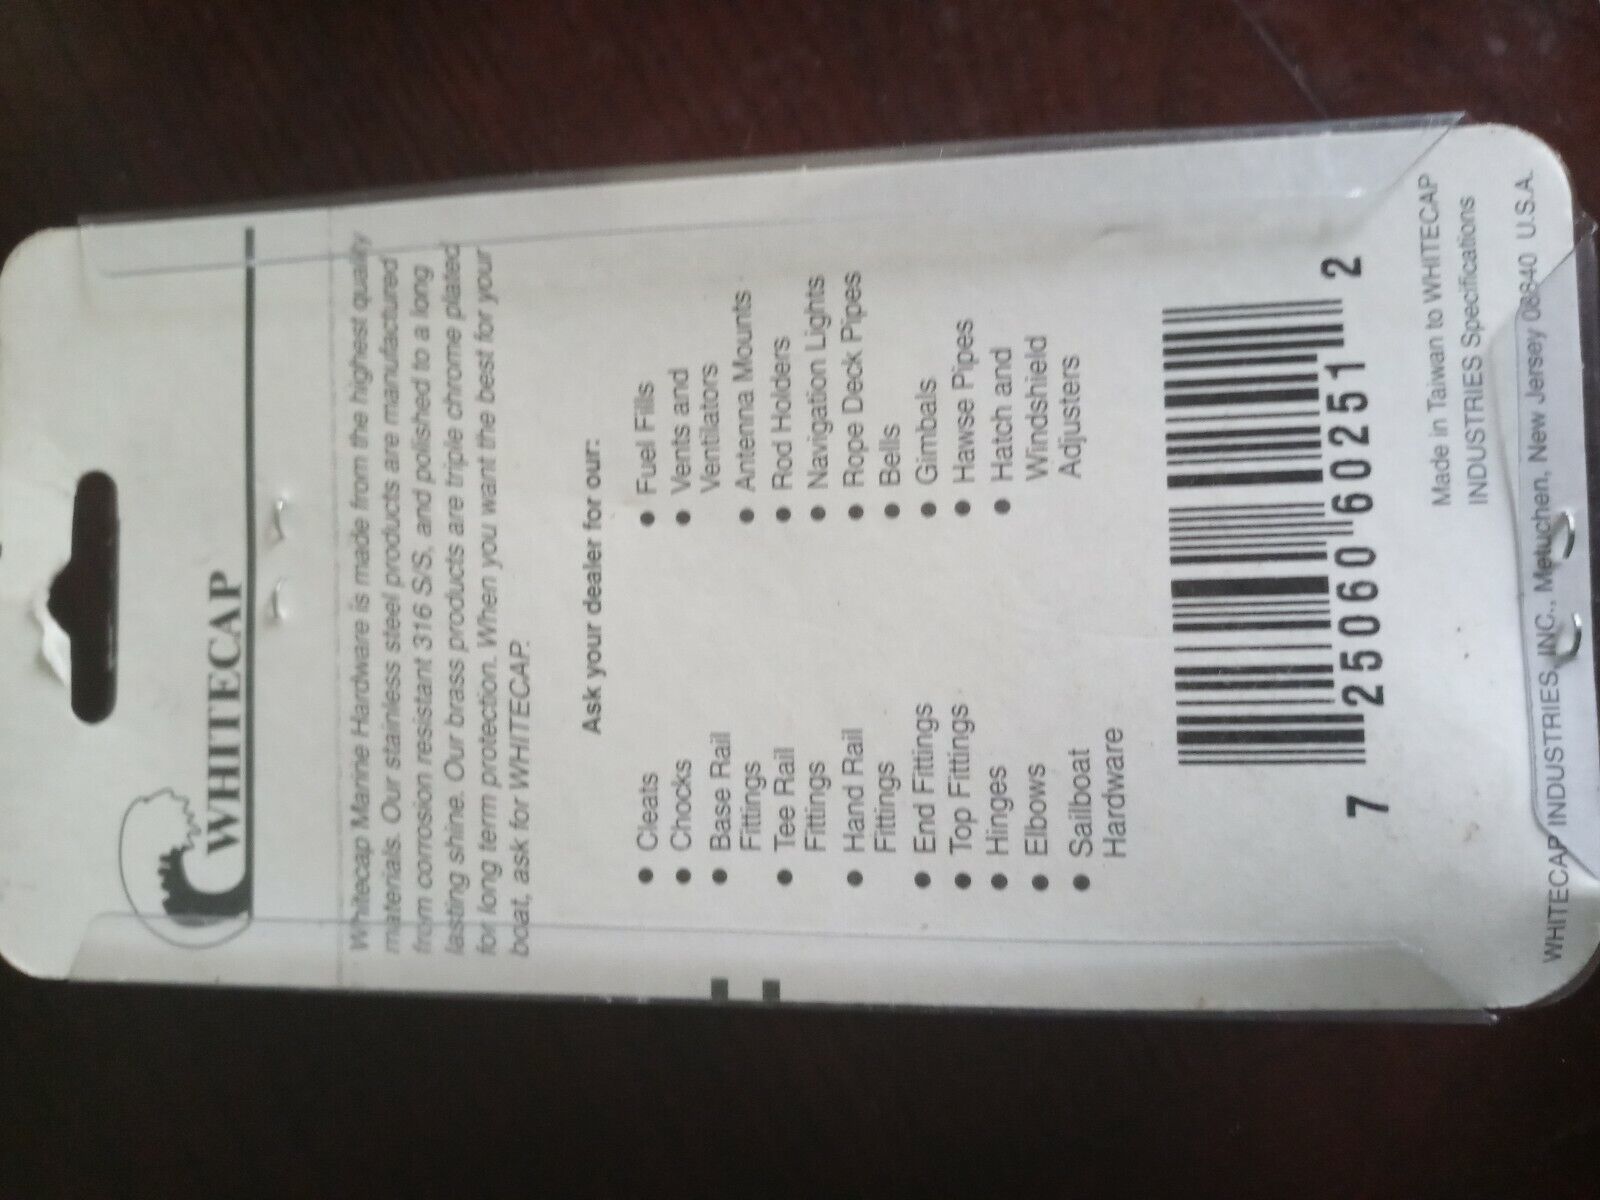 WHITECAP
Whitecap Marine Hardware is made from the highest quality
materials. Our stainless steel products are manufactured
from corrosion resistant 316 S/S, and polished to a long
lasting shine. Our brass products are triple chrome plated
for long term protection. When you want the best for your
boat, ask for WHITECAP.
Ask your dealer for our:
• Cleats
• Chocks
• Base Rail
Fittings
• Tee Rail
Fittings
• Hand Rail
Fittings
• End Fittings
• Top Fittings
• Hinges
• Elbows
• Sailboat
Hardware
• Fuel Fills
• Vents and
Ventilators
• Antenna Mounts
• Rod Holders
• Navigation Lights
• Rope Deck Pipes
• Bells
• Gimbals
• Hawse Pipes
• Hatch and
Windshield
Adjusters
7 25060 60251 2
Made in Taiwan to WHITECAP
INDUSTRIES Specifications
WHITECAP INDUSTRIES, INC., Metuchen, New Jersey 08840 U.S.A.